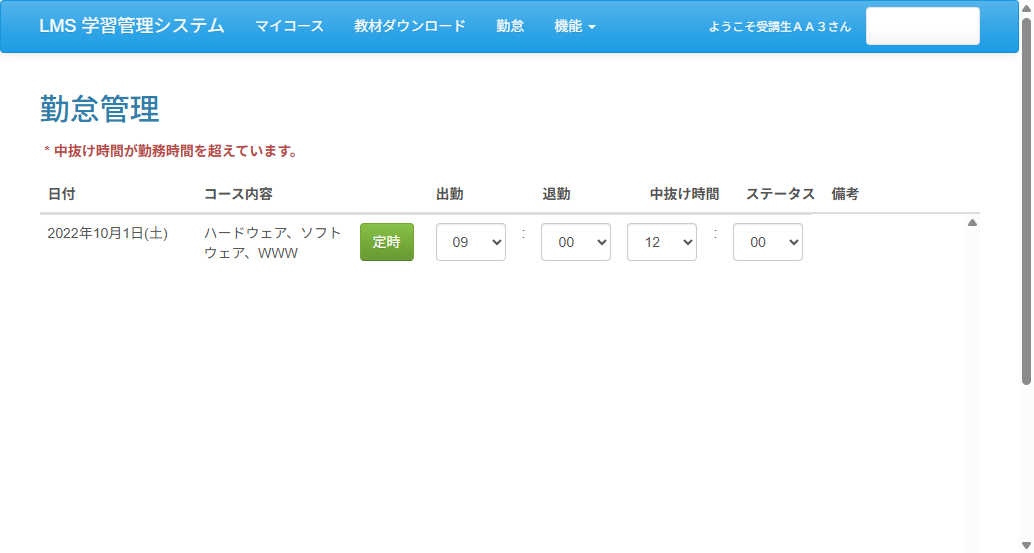 LMS 学習管理システム マイコース 教材ダウンロード 勤怠 機能 ようこそ受講生ＡＡ３さん
勤怠管理
* 中抜け時間が勤務時間を超えています。
日付 コース内容 出勤 退勤 中抜け時間 ステータス 備考
2022年10月1日(土) ハードウェア、ソフト 定時 09 : 00 12 : 00
ウェア、WWW